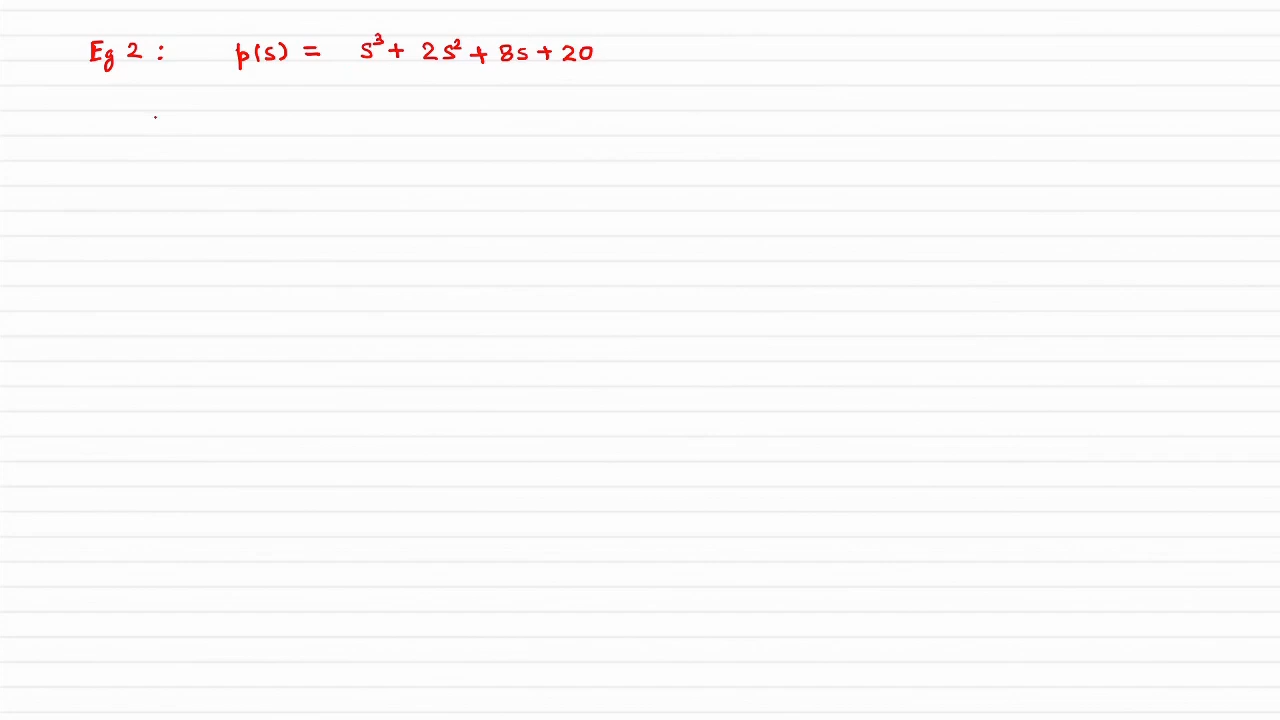 Eg 2 : p(s) = s³ + 2s² + 8s + 20